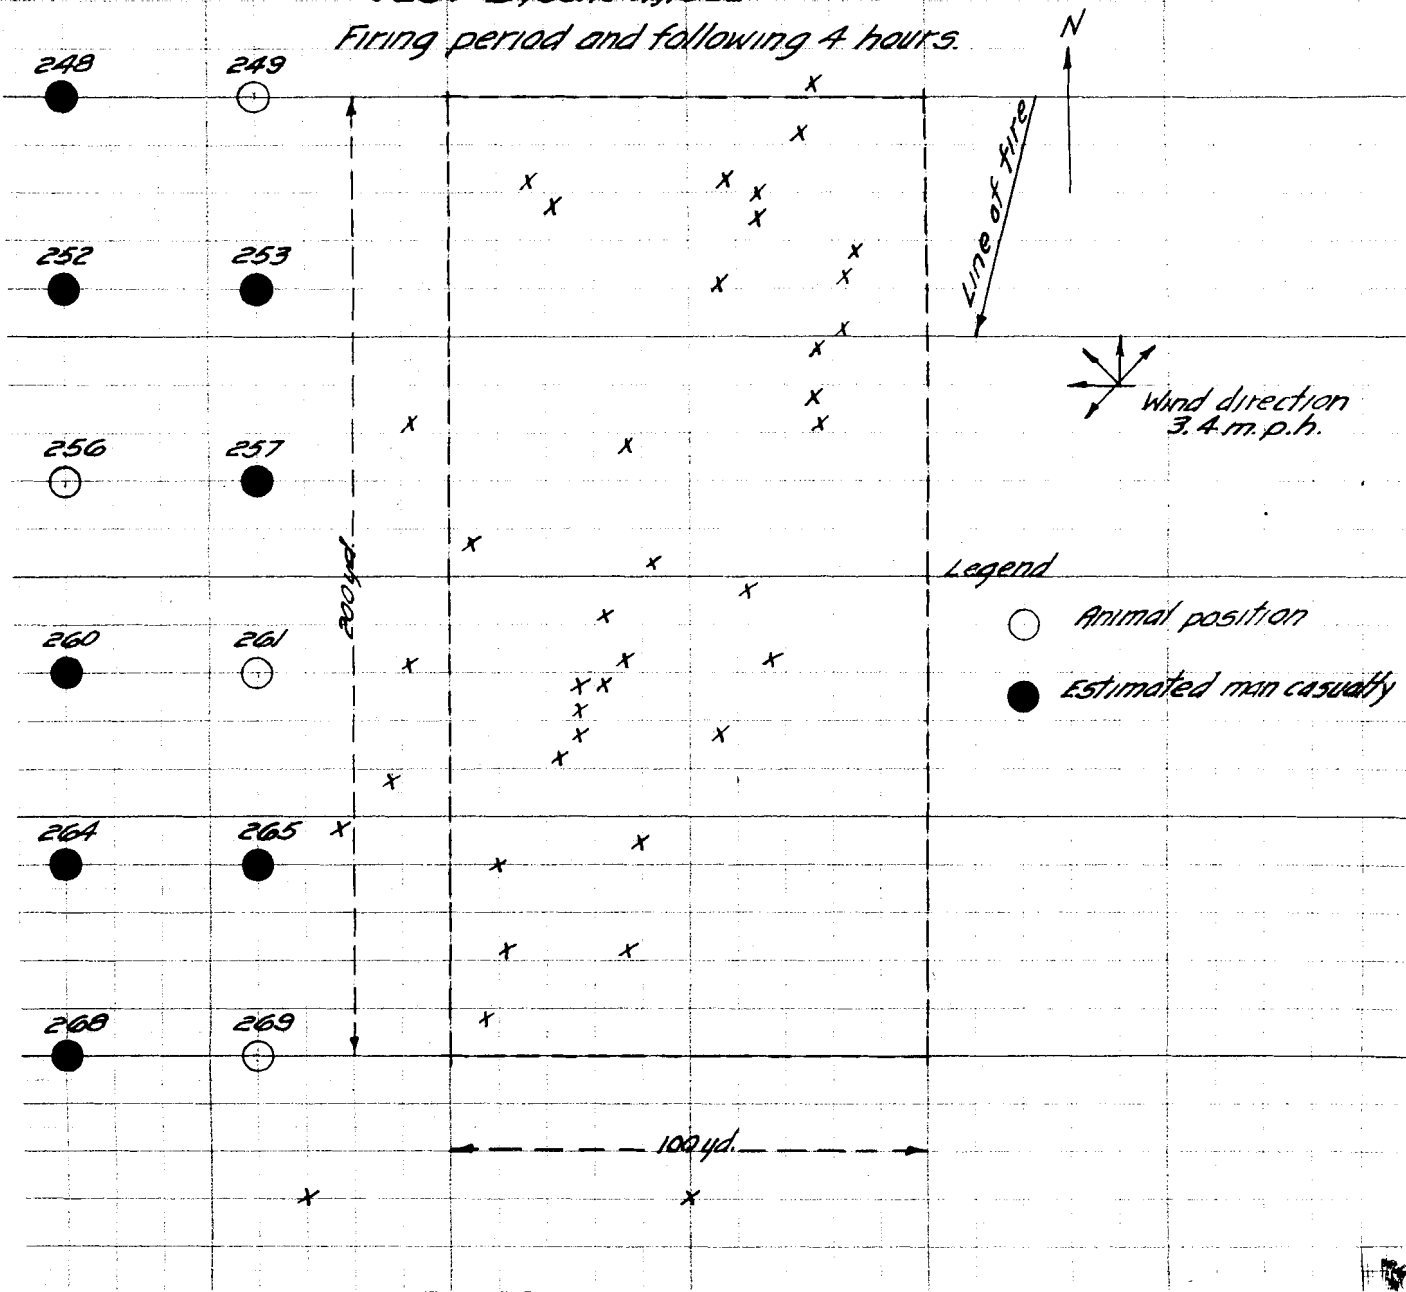 Firing period and following 4 hours.
N
248
249
Line of fire
252
253
Wind direction
3.4 m.p.h.
256
257
200 yd.
Legend
Animal position
260
261
Estimated man casualty
264
265
268
269
100 yd.